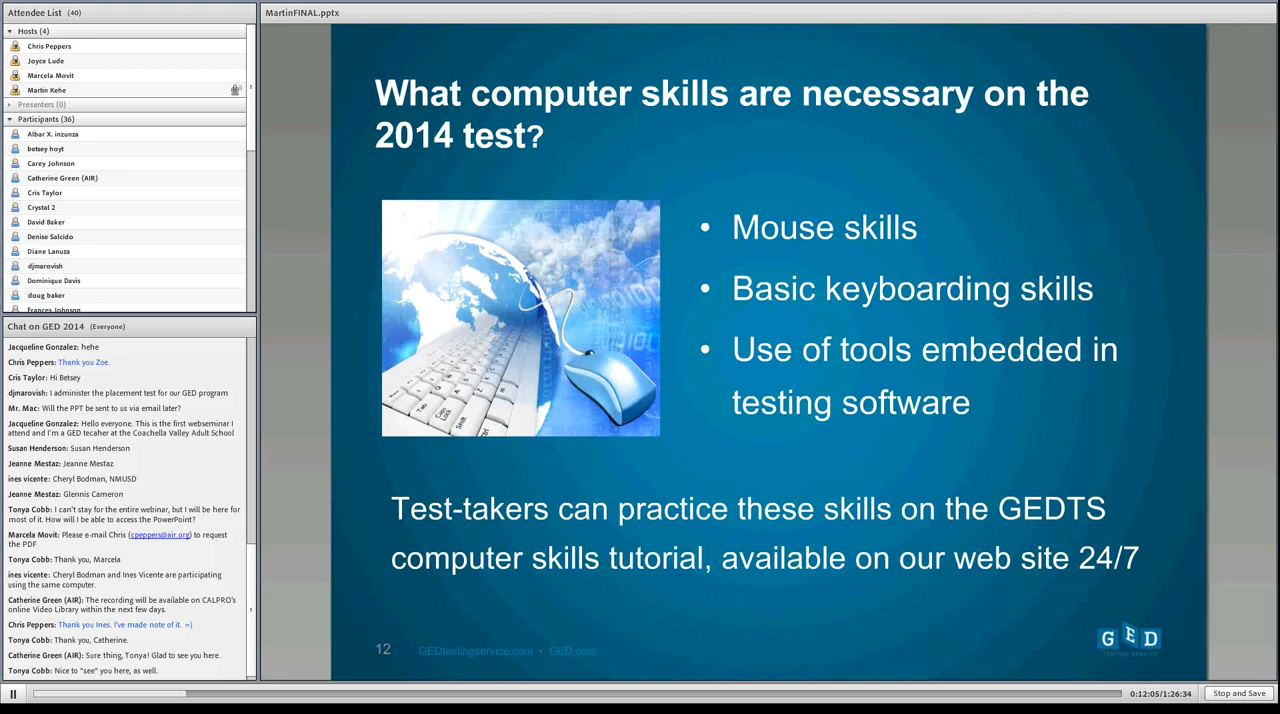 Attendee List (40)
Hosts (4)
Chris Peppers
Joyce Lude
Marcela Movit
Martin Kehe
Presenters (0)
Participants (36)
Albar X. inzunza
betsey hoyt
Carey Johnson
Catherine Green (AIR)
Cris Taylor
Crystal 2
David Baker
Denise Salcido
Diane Lanuza
djmarovish
Dominique Davis
doug baker
Frances Johnson
Chat on GED 2014 (Everyone)
Jacqueline Gonzalez: hehe
Chris Peppers: Thank you Zoe.
Cris Taylor: Hi Betsey
djmarovish: I administer the placement test for our GED program
Mr. Mac: Will the PPT be sent to us via email later?
Jacqueline Gonzalez: Hello everyone. This is the first webseminar I
attend and I'm a GED tecaher at the Coachella Valley Adult School
Susan Henderson: Susan Henderson
Jeanne Mestaz: Jeanne Mestaz
ines vicente: Cheryl Bodman, NMUSD
Jeanne Mestaz: Glennis Cameron
Tonya Cobb: I can't stay for the entire webinar, but I will be here for
most of it. How will I be able to access the PowerPoint?
Marcela Movit: Please e-mail Chris (cpeppers@air.org) to request
the PDF
Tonya Cobb: Thank you, Marcela
ines vicente: Cheryl Bodman and Ines Vicente are participating
using the same computer.
Catherine Green (AIR): The recording will be available on CALPRO's
online Video Library within the next few days.
Chris Peppers: Thank you Ines. I've made note of it. =)
Tonya Cobb: Thank you, Catherine.
Catherine Green (AIR): Sure thing, Tonya! Glad to see you here.
Tonya Cobb: Nice to "see" you here, as well.
MartinFINAL.pptx
What computer skills are necessary on the
2014 test?
• Mouse skills
• Basic keyboarding skills
• Use of tools embedded in
testing software
Test-takers can practice these skills on the GEDTS
computer skills tutorial, available on our web site 24/7
12
GEDtestingservice.com • GED.com
GED
TESTING SERVICE
0:12:05/1:26:34
Stop and Save